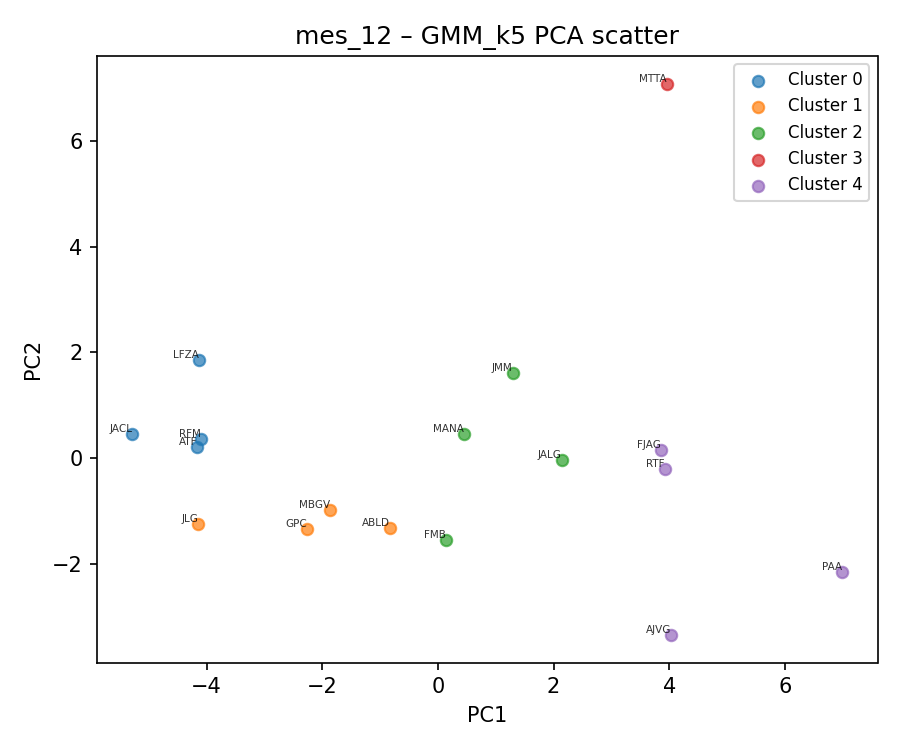 mes_12 – GMM_k5 PCA scatter
Cluster 0
Cluster 1
Cluster 2
Cluster 3
Cluster 4
MTTA
LFZA
JMM
JACL
RFM
MANA
FJAG
JALG
RTF
MBGV
JLG
GPC
ABLD
FMB
PAA
AJVG
6
4
2
0
−2
−4
−2
0
2
4
6
PC1
PC2